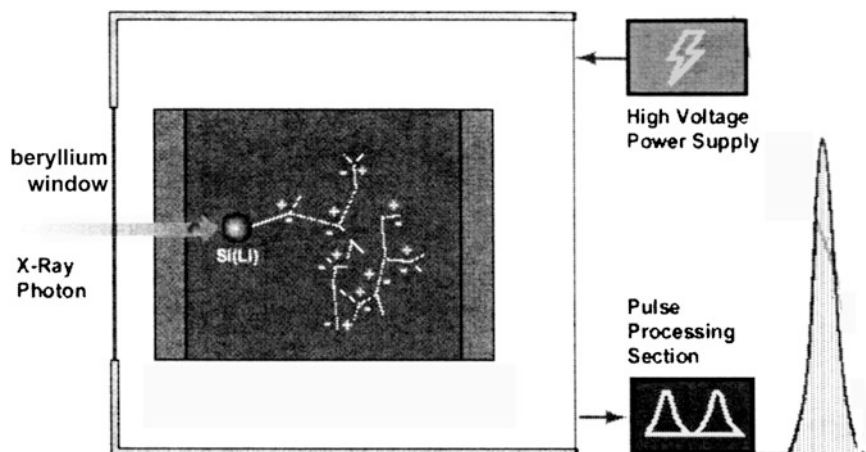 High Voltage
Power Supply
beryllium
window
Si(Li)
X-Ray
Photon
Pulse
Processing
Section